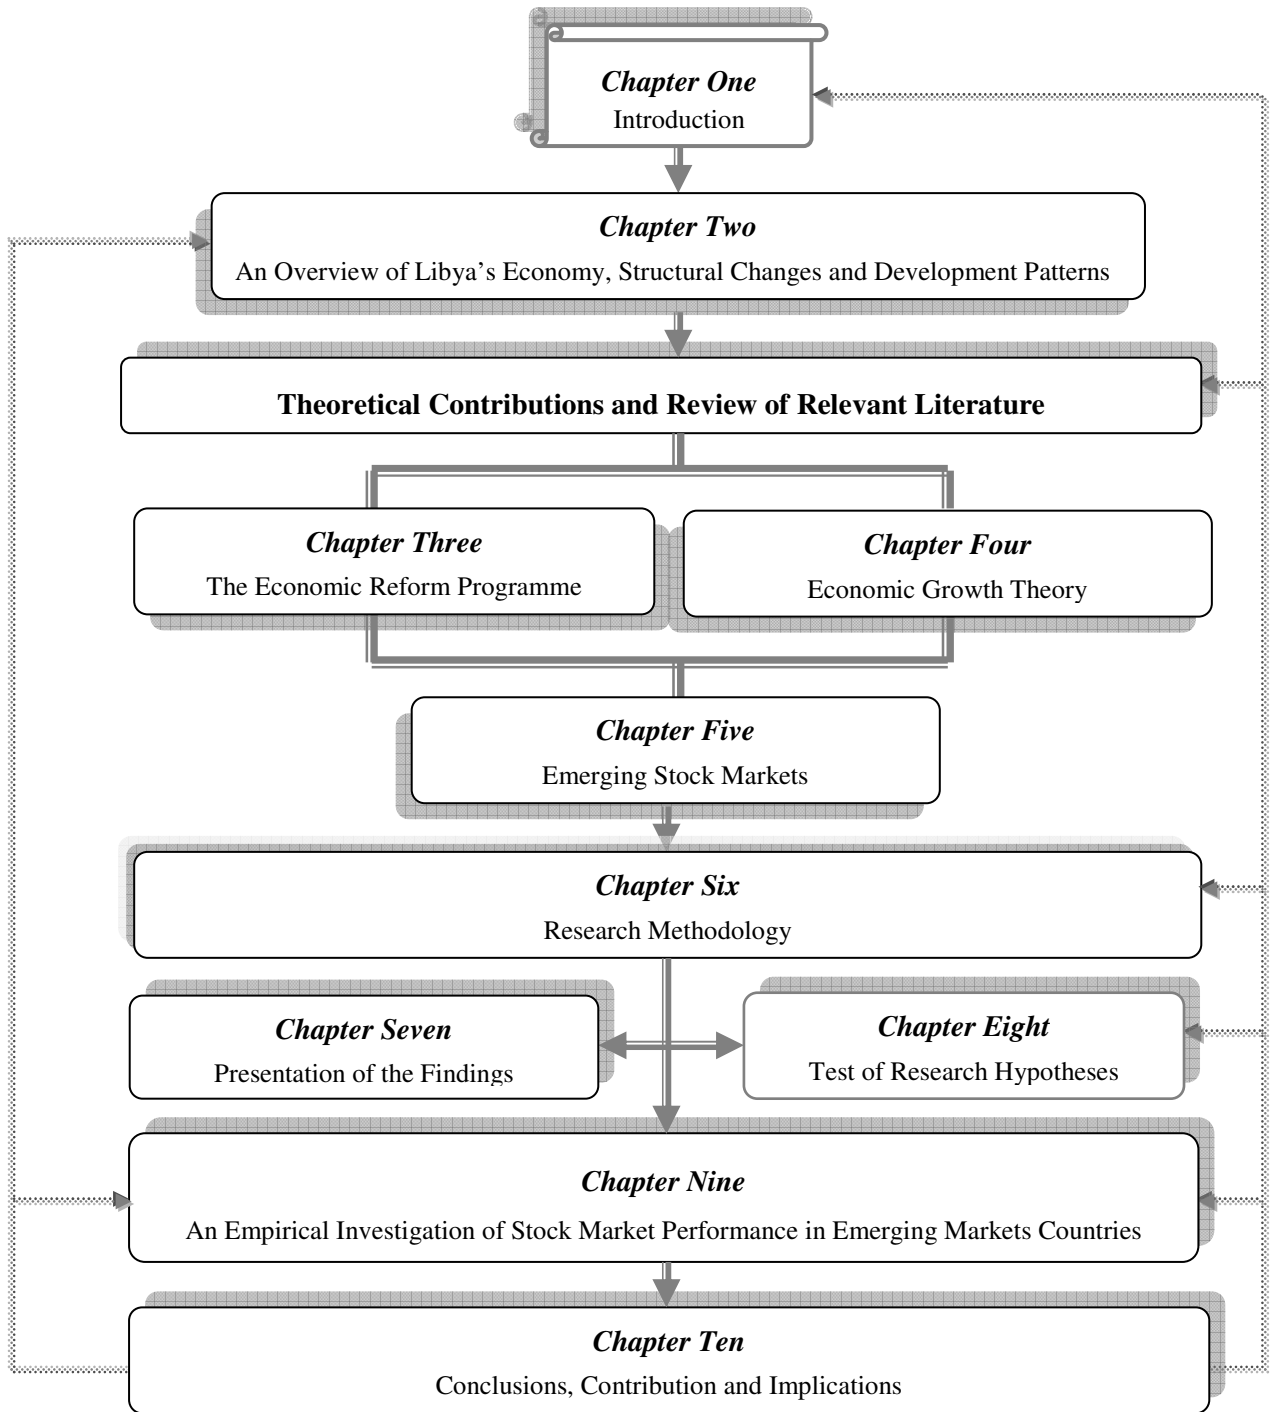 Chapter One
Introduction
Chapter Two
An Overview of Libya's Economy, Structural Changes and Development Patterns
Theoretical Contributions and Review of Relevant Literature
Chapter Three
The Economic Reform Programme
Chapter Four
Economic Growth Theory
Chapter Five
Emerging Stock Markets
Chapter Six
Research Methodology
Chapter Seven
Presentation of the Findings
Chapter Eight
Test of Research Hypotheses
Chapter Nine
An Empirical Investigation of Stock Market Performance in Emerging Markets Countries
Chapter Ten
Conclusions, Contribution and Implications